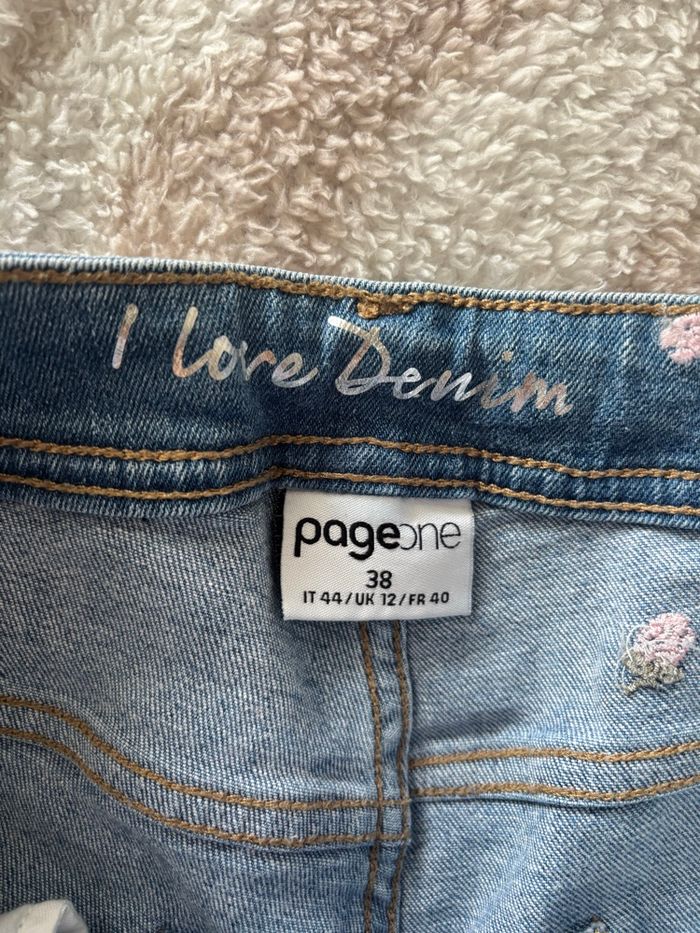 I Love Denim
pageone
38
IT 44/UK 12/FR 40